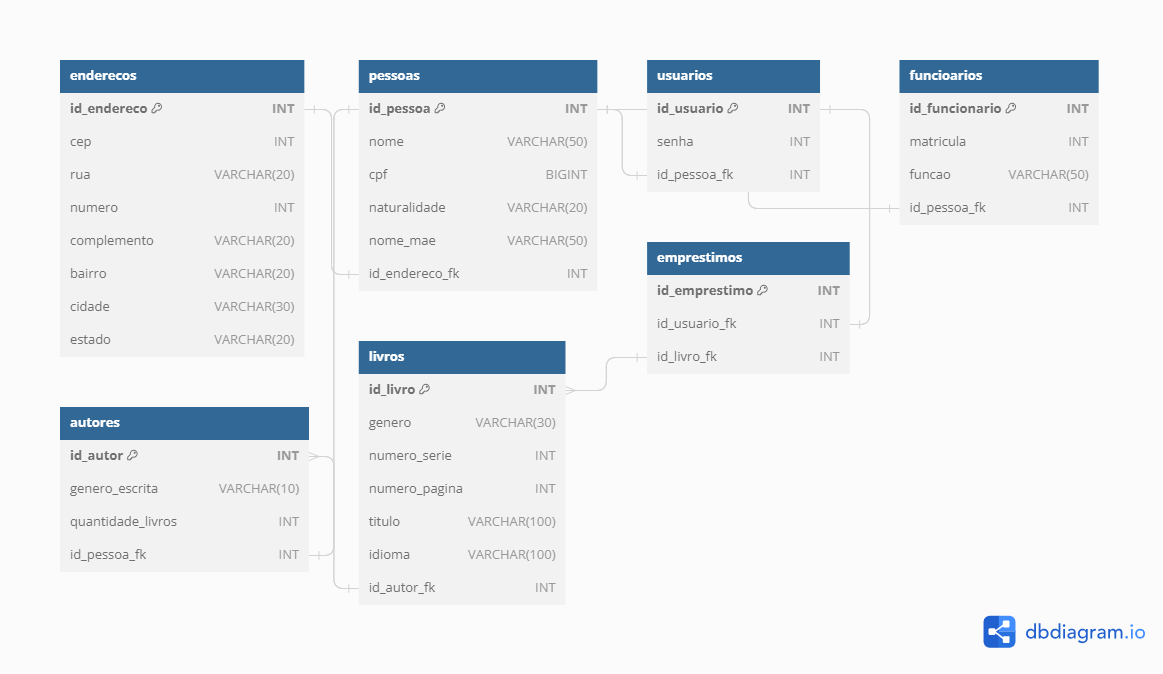 enderecos
id_endereco INT
cep INT
rua VARCHAR(20)
numero INT
complemento VARCHAR(20)
bairro VARCHAR(20)
cidade VARCHAR(30)
estado VARCHAR(20)
pessoas
id_pessoa INT
nome VARCHAR(50)
cpf BIGINT
naturalidade VARCHAR(20)
nome_mae VARCHAR(50)
id_endereco_fk INT
usuarios
id_usuario INT
senha INT
id_pessoa_fk INT
funcioarios
id_funcionario INT
matricula INT
funcao VARCHAR(50)
id_pessoa_fk INT
emprestimos
id_emprestimo INT
id_usuario_fk INT
id_livro_fk INT
livros
id_livro INT
genero VARCHAR(30)
numero_serie INT
numero_pagina INT
titulo VARCHAR(100)
idioma VARCHAR(100)
id_autor_fk INT
autores
id_autor INT
genero_escrita VARCHAR(10)
quantidade_livros INT
id_pessoa_fk INT
dbdiagram.io